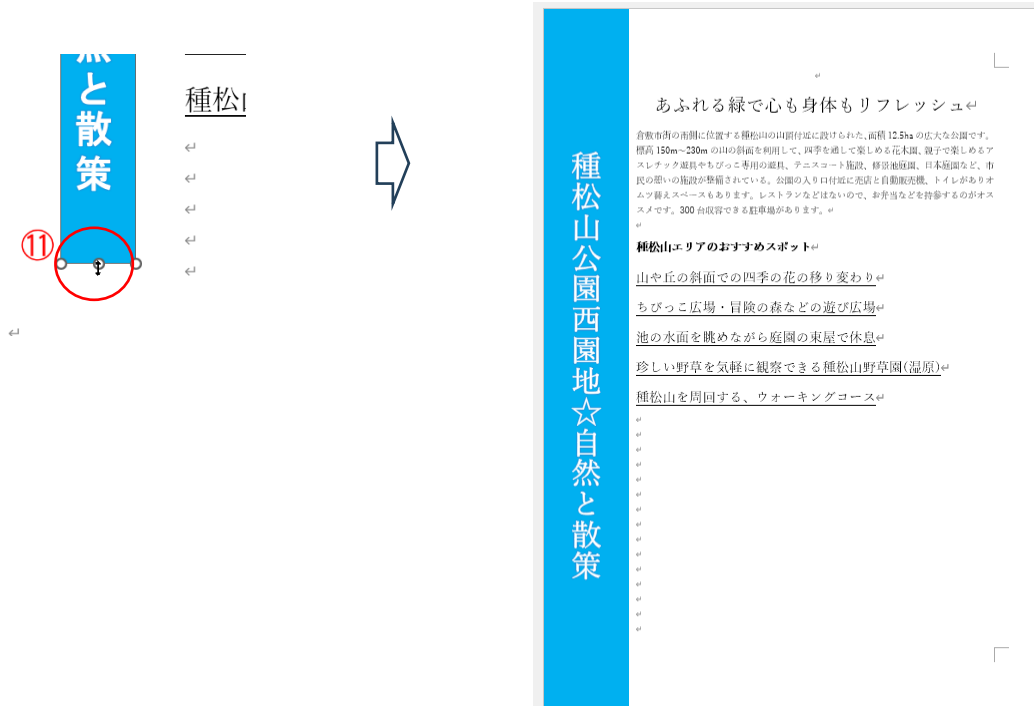 然と散策
種松山
⑪
種松山公園西園地☆自然と散策
あふれる緑で心も身体もリフレッシュ
倉敷市街の南側に位置する種松山の山頂付近に設けられた、面積 12.5ha の広大な公園です。
標高 150m～230m の山の斜面を利用して、四季を通して楽しめる花木園、親子で楽しめるア
スレチック遊具やちびっこ専用の遊具、テニスコート施設、修景池庭園、日本庭園など、市
民の憩いの施設が整備されている。公園の入り口付近に売店と自動販売機、トイレがありオ
ムツ替えスペースもあります。レストランなどはないので、お弁当などを持参するのがオス
スメです。300 台収容できる駐車場があります。
種松山エリアのおすすめスポット
山や丘の斜面での四季の花の移り変わり
ちびっこ広場・冒険の森などの遊び広場
池の水面を眺めながら庭園の東屋で休息
珍しい野草を気軽に観察できる種松山野草園(湿原)
種松山を周回する、ウォーキングコース